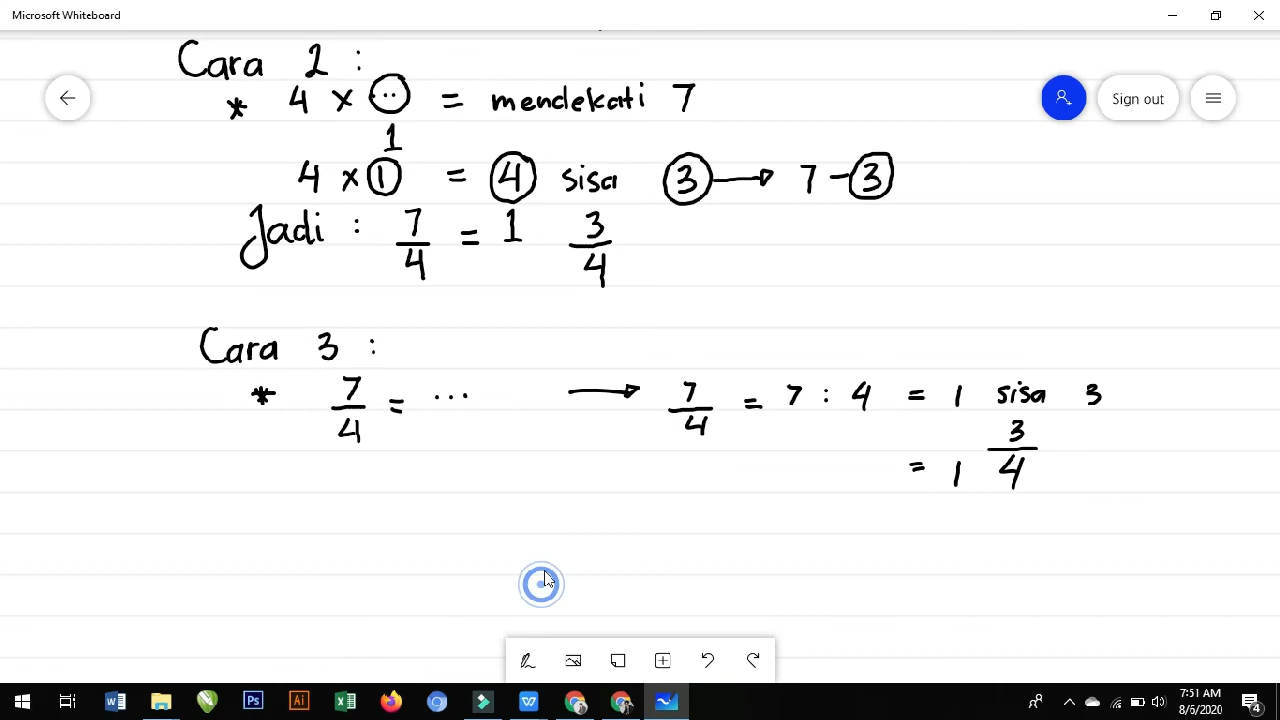 Microsoft Whiteboard
Cara 2 :
* 4 x ... = mendekati 7
1
4 x 1 = 4 sisa 3 → 7 - 3
Jadi : 7/4 = 1 3/4
Sign out
Cara 3 :
* 7/4 = ... → 7/4 = 7 : 4 = 1 sisa 3
= 1 3/4
7:51 AM
8/6/2020
4